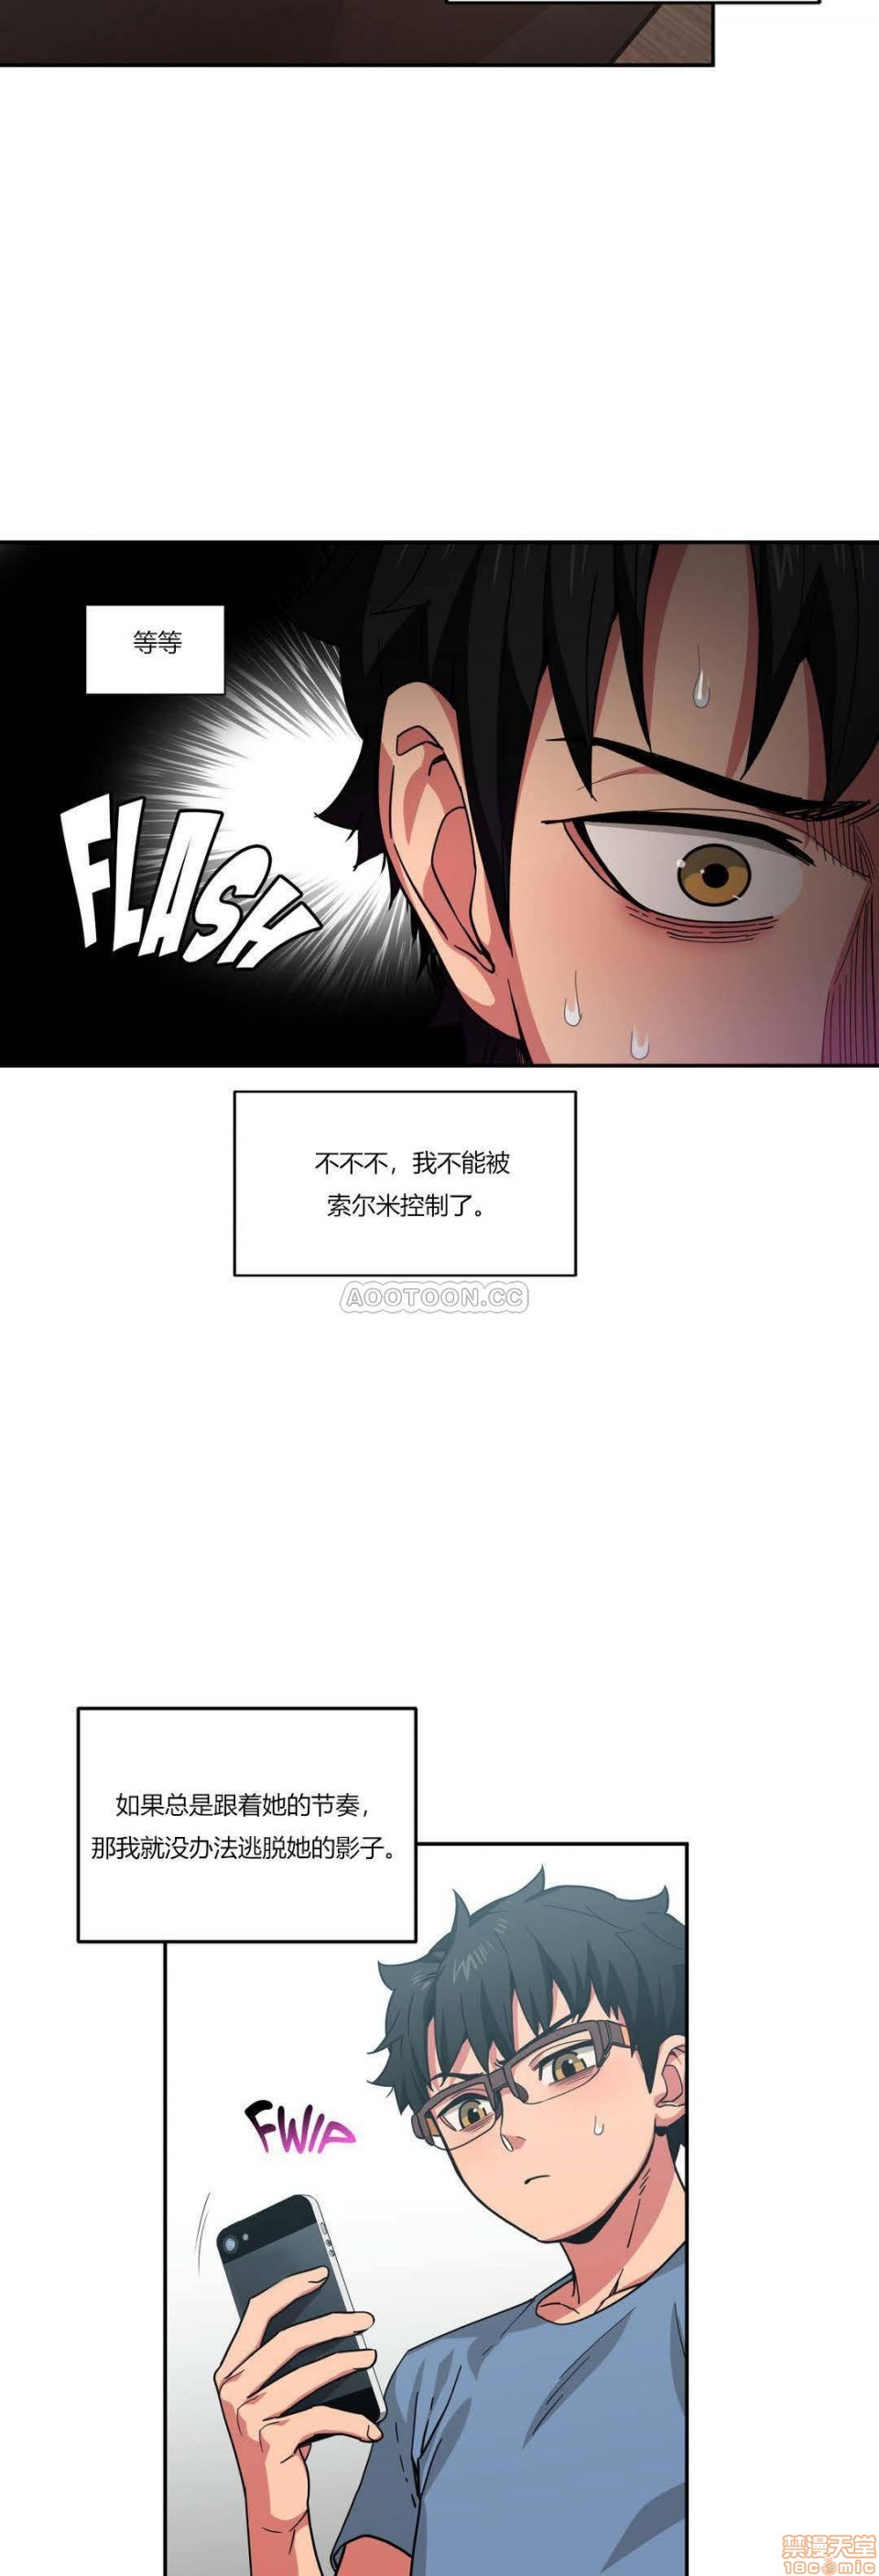 等等
FLASH
不不不，我不能被
索尔米控制了。
AOOTOON.CC
如果总是跟着她的节奏，
那我就没办法逃脱她的影子。
FWIP
禁漫天堂
18comic